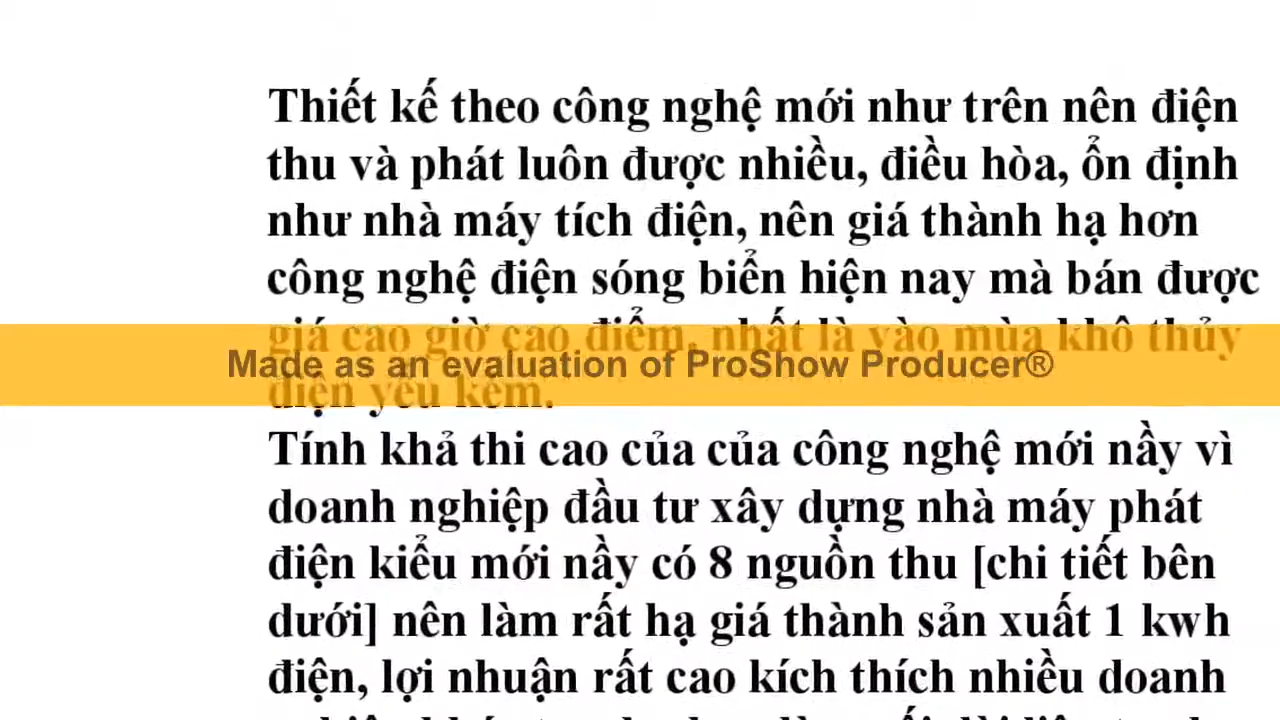 Thiết kế theo công nghệ mới như trên nên điện
thu và phát luôn được nhiều, điều hòa, ổn định
như nhà máy tích điện, nên giá thành hạ hơn
công nghệ điện sóng biển hiện nay mà bán được
giá cao giờ cao điểm, nhất là vào mùa khô thủy
Made as an evaluation of ProShow Producer®
điện yếu kém.
Tính khả thi cao của của công nghệ mới nầy vì
doanh nghiệp đầu tư xây dựng nhà máy phát
điện kiểu mới nầy có 8 nguồn thu [chi tiết bên
dưới] nên làm rất hạ giá thành sản xuất 1 kwh
điện, lợi nhuận rất cao kích thích nhiều doanh